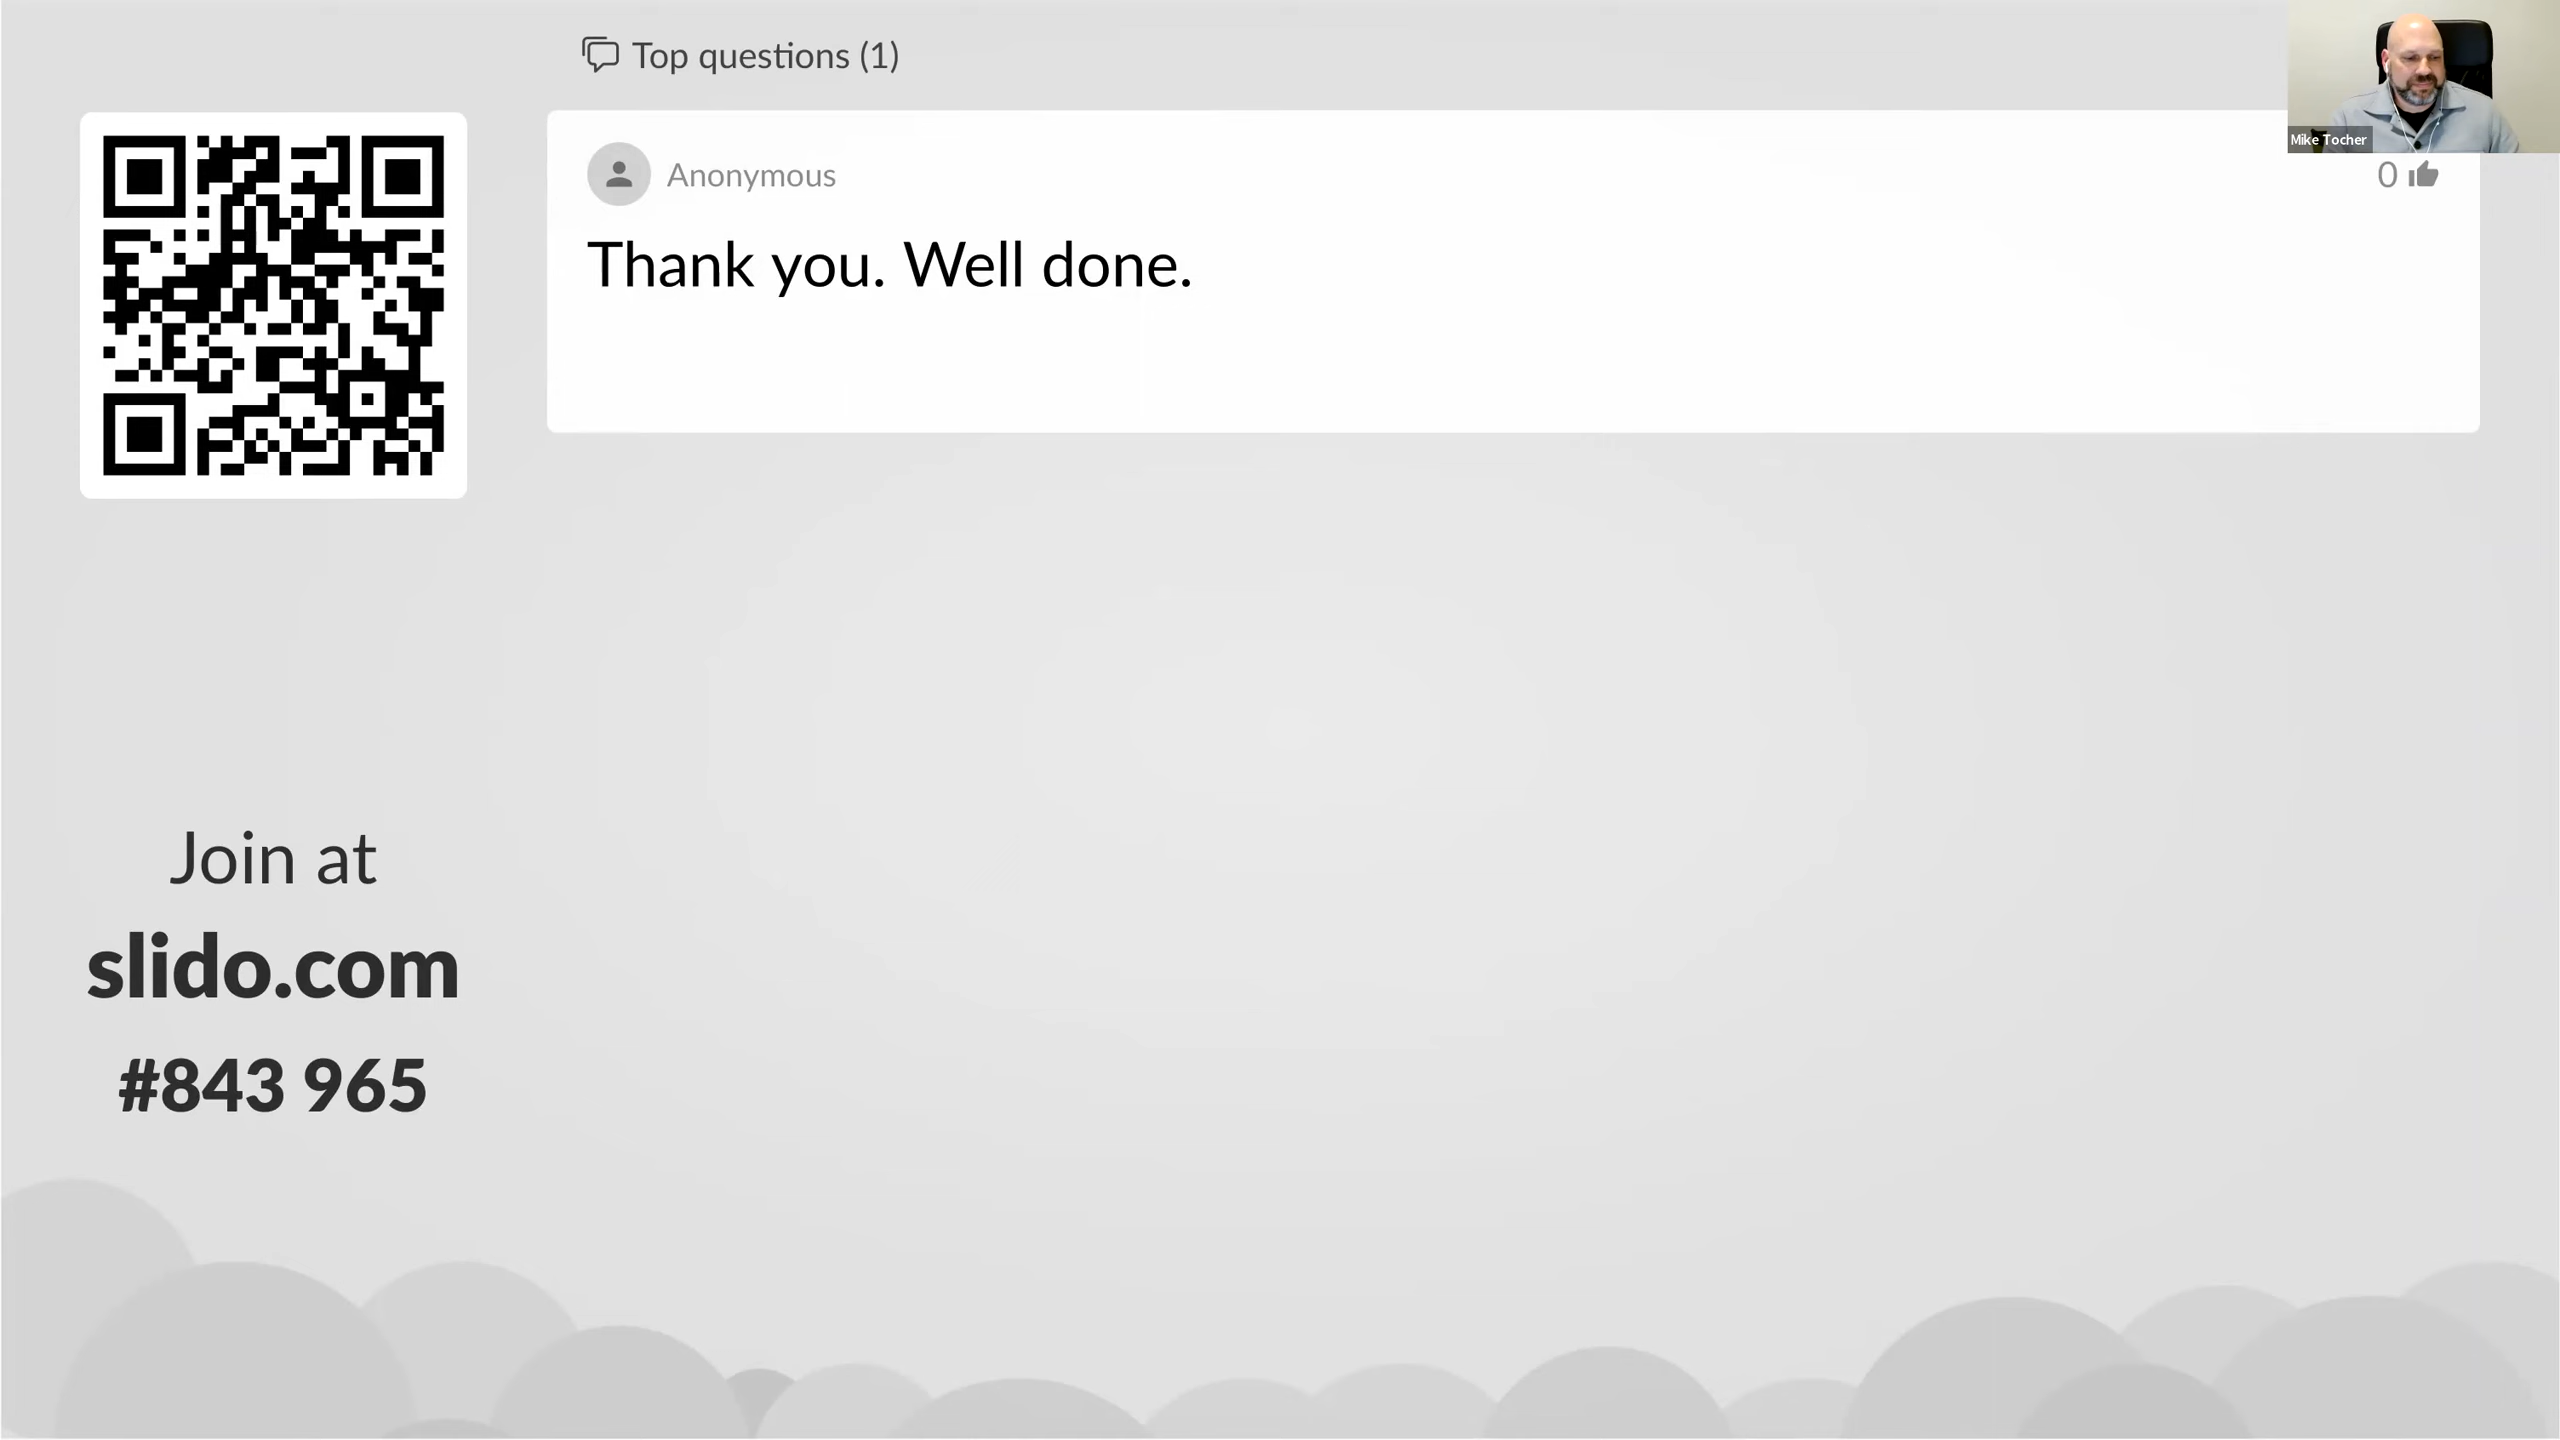 Top questions (1)
Mike Tocher
Anonymous
0
Thank you. Well done.
Join at
slido.com
#843 965